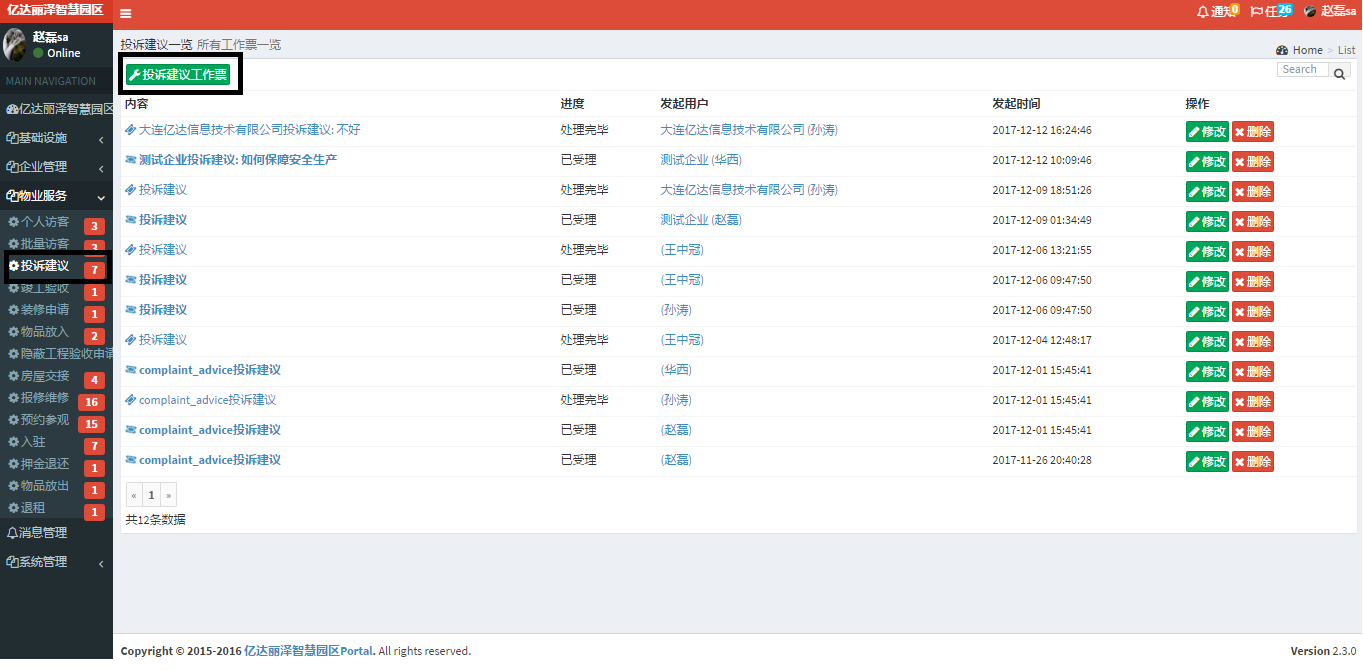 亿达丽泽智慧园区
通知 0 任务 26 赵磊sa
赵磊sa
Online
MAIN NAVIGATION
亿达丽泽智慧园区
基础设施
企业管理
物业服务
个人访客 3
批量访客 3
投诉建议 7
竣工验收 1
装修申请 1
物品放入 2
隐蔽工程验收申请
房屋交接 4
报修维修 16
预约参观 15
入驻 7
押金退还 1
物品放出 1
退租 1
消息管理
系统管理
投诉建议一览 所有工作票一览
Home > List
投诉建议工作票
Search
内容 进度 发起用户 发起时间 操作
大连亿达信息技术有限公司投诉建议: 不好 处理完毕 大连亿达信息技术有限公司 (孙涛) 2017-12-12 16:24:46 修改 删除
测试企业投诉建议: 如何保障安全生产 已受理 测试企业 (华西) 2017-12-12 10:09:46 修改 删除
投诉建议 处理完毕 大连亿达信息技术有限公司 (孙涛) 2017-12-09 18:51:26 修改 删除
投诉建议 已受理 测试企业 (赵磊) 2017-12-09 01:34:49 修改 删除
投诉建议 处理完毕 (王中冠) 2017-12-06 13:21:55 修改 删除
投诉建议 已受理 (王中冠) 2017-12-06 09:47:50 修改 删除
投诉建议 已受理 (孙涛) 2017-12-06 09:47:50 修改 删除
投诉建议 处理完毕 (王中冠) 2017-12-04 12:48:17 修改 删除
complaint_advice投诉建议 已受理 (华西) 2017-12-01 15:45:41 修改 删除
complaint_advice投诉建议 处理完毕 (孙涛) 2017-12-01 15:45:41 修改 删除
complaint_advice投诉建议 已受理 (赵磊) 2017-12-01 15:45:41 修改 删除
complaint_advice投诉建议 已受理 (赵磊) 2017-11-26 20:40:28 修改 删除
« 1 »
共12条数据
Copyright © 2015-2016 亿达丽泽智慧园区Portal. All rights reserved.
Version 2.3.0